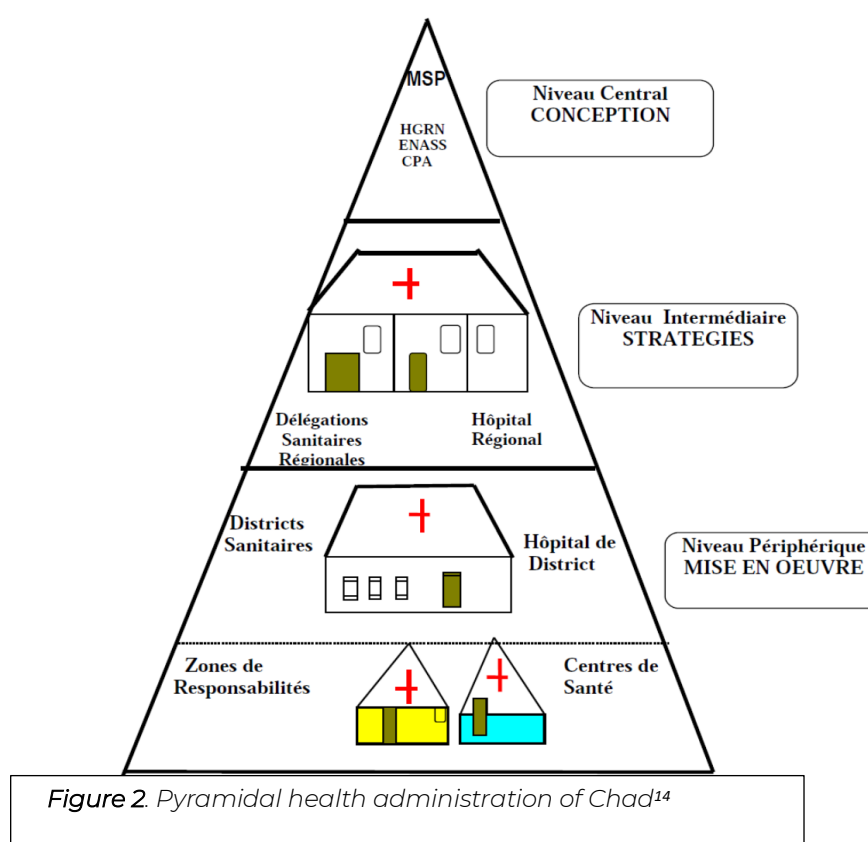 MSP
HGRN
ENASS
CPA
Niveau Central
CONCEPTION
Niveau Intermédiaire
STRATEGIES
Délégations
Sanitaires
Régionales
Hôpital
Régional
Districts
Sanitaires
Hôpital de
District
Niveau Périphérique
MISE EN OEUVRE
Zones de
Responsabilités
Centres de
Santé
Figure 2. Pyramidal health administration of Chad¹⁴